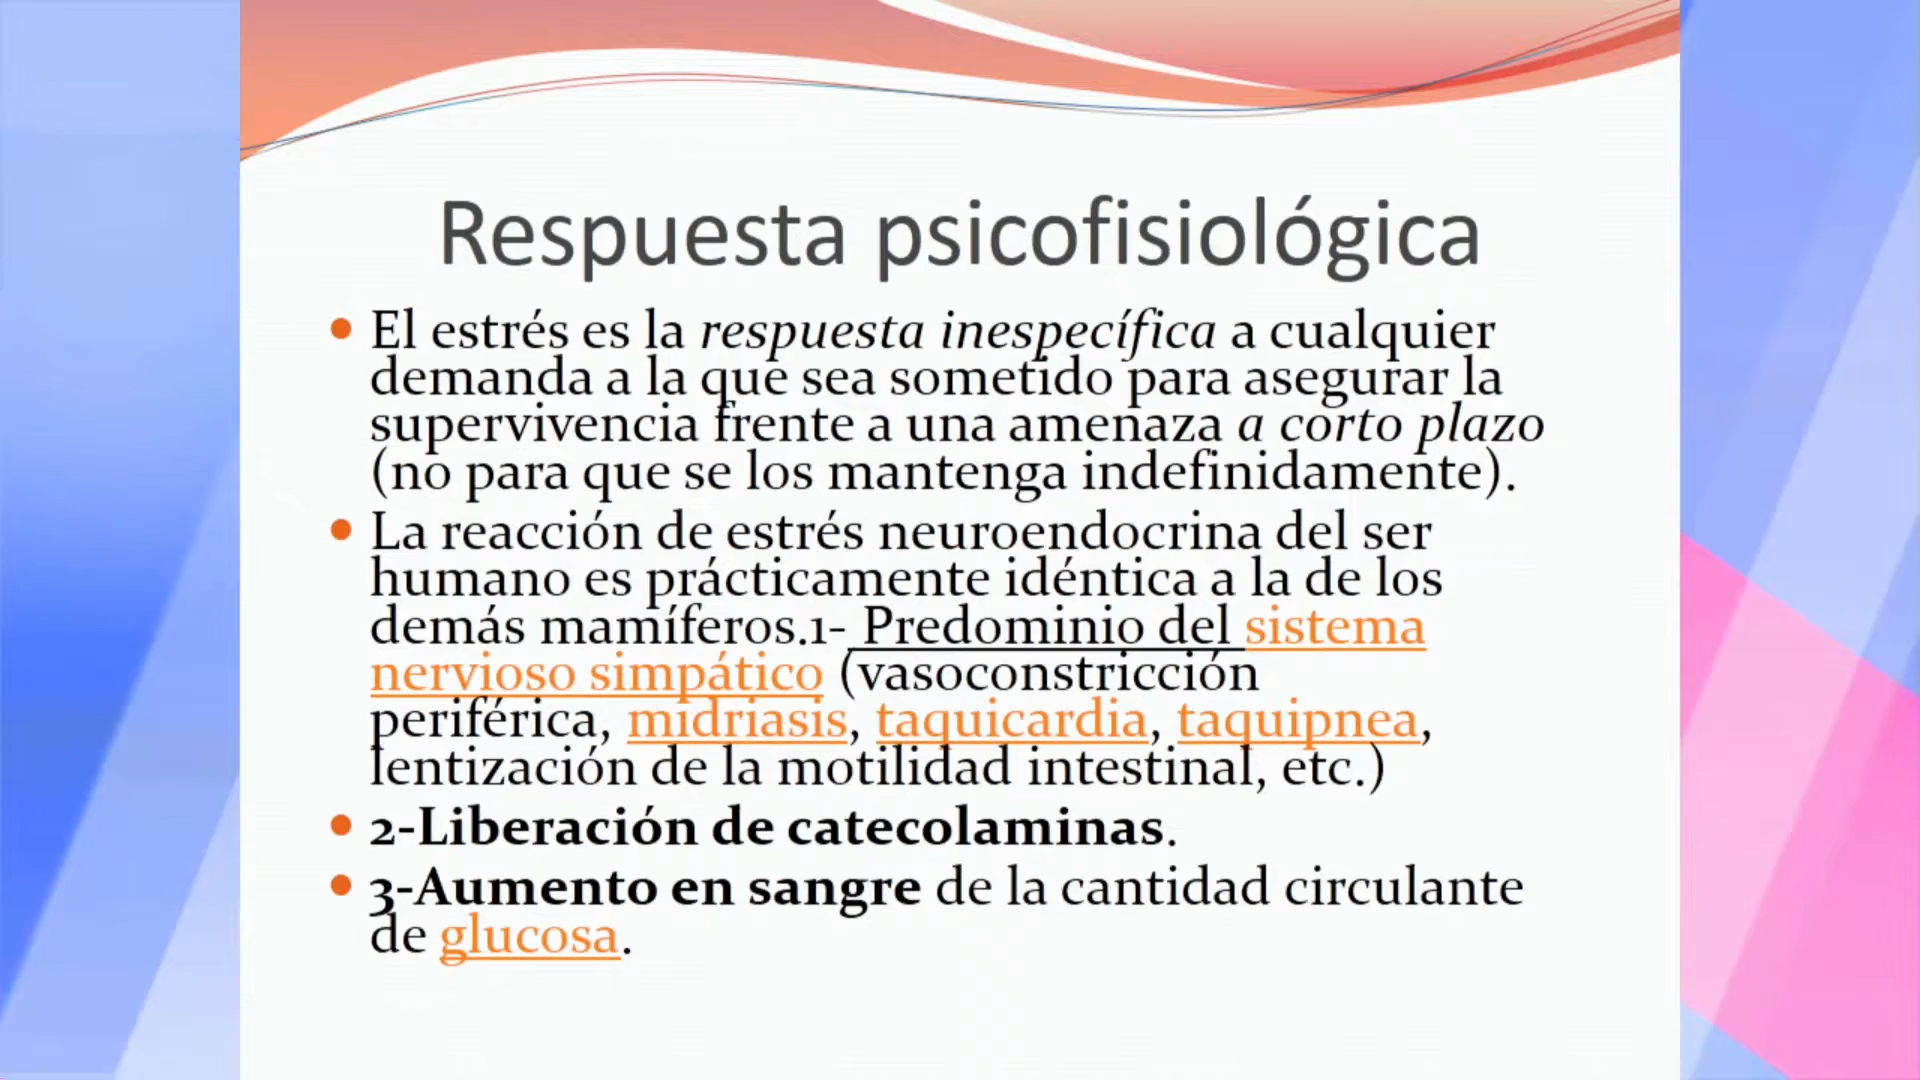 Respuesta psicofisiológica
• El estrés es la respuesta inespecífica a cualquier
demanda a la que sea sometido para asegurar la
supervivencia frente a una amenaza a corto plazo
(no para que se los mantenga indefinidamente).
• La reacción de estrés neuroendocrina del ser
humano es prácticamente idéntica a la de los
demás mamíferos.1- Predominio del sistema
nervioso simpático (vasoconstricción
periférica, midriasis, taquicardia, taquipnea,
lentización de la motilidad intestinal, etc.)
• 2-Liberación de catecolaminas.
• 3-Aumento en sangre de la cantidad circulante
de glucosa.